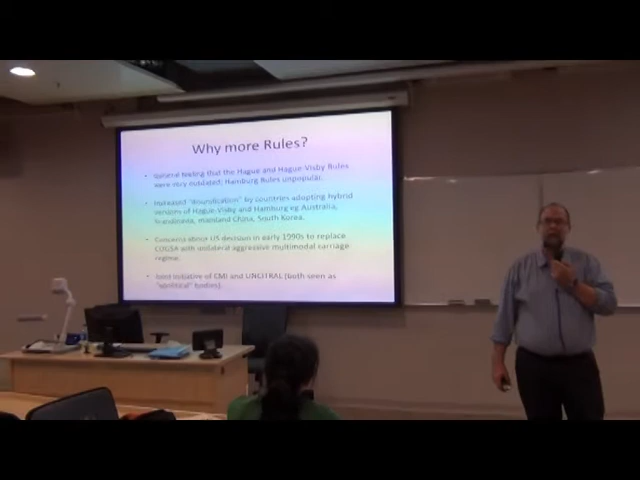 Why more Rules?
• General feeling that the Hague and Hague Visby Rules
were very outdated; Hamburg Rules unpopular.
• Increased "disunification" by countries adopting hybrid
versions of Hague Visby and Hamburg eg Australia,
Scandinavia, mainland China, South Korea.
• Concerns about US decision in early 1990s to replace
COGSA with unilateral aggressive multimodal carriage
regime.
• Joint initiative of CMI and UNCITRAL (both seen as
"apolitical" bodies).